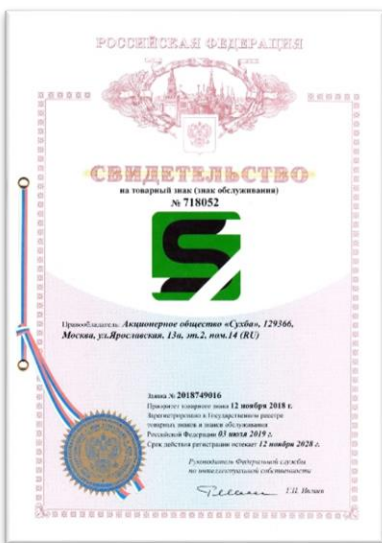 РОССИЙСКАЯ ФЕДЕРАЦИЯ
СВИДЕТЕЛЬСТВО
на товарный знак (знак обслуживания)
№ 718052
Правообладатель: Акционерное общество «Сухба», 129366,
Москва, ул.Ярославская, 13а, эт.2, пом.14 (RU)
Заявка № 2018749016
Приоритет товарного знака 12 ноября 2018 г.
Зарегистрировано в Государственном реестре
товарных знаков и знаков обслуживания
Российской Федерации 03 июля 2019 г.
Срок действия регистрации истекает 12 ноября 2028 г.
Руководитель Федеральной службы
по интеллектуальной собственности
Г.П. Ивлиев